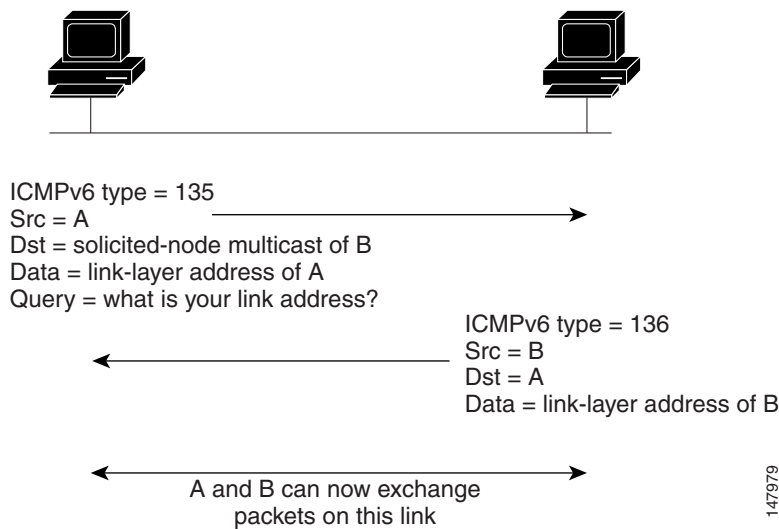 ICMPv6 type = 135
Src = A
Dst = solicited-node multicast of B
Data = link-layer address of A
Query = what is your link address?
ICMPv6 type = 136
Src = B
Dst = A
Data = link-layer address of B
A and B can now exchange
packets on this link
147979